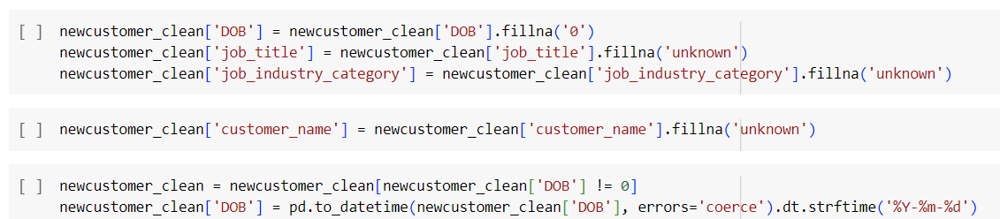 [ ] newcustomer_clean['DOB'] = newcustomer_clean['DOB'].fillna('0')
newcustomer_clean['job_title'] = newcustomer_clean['job_title'].fillna('unknown')
newcustomer_clean['job_industry_category'] = newcustomer_clean['job_industry_category'].fillna('unknown')
[ ] newcustomer_clean['customer_name'] = newcustomer_clean['customer_name'].fillna('unknown')
[ ] newcustomer_clean = newcustomer_clean[newcustomer_clean['DOB'] != 0]
newcustomer_clean['DOB'] = pd.to_datetime(newcustomer_clean['DOB'], errors='coerce').dt.strftime('%Y-%m-%d')